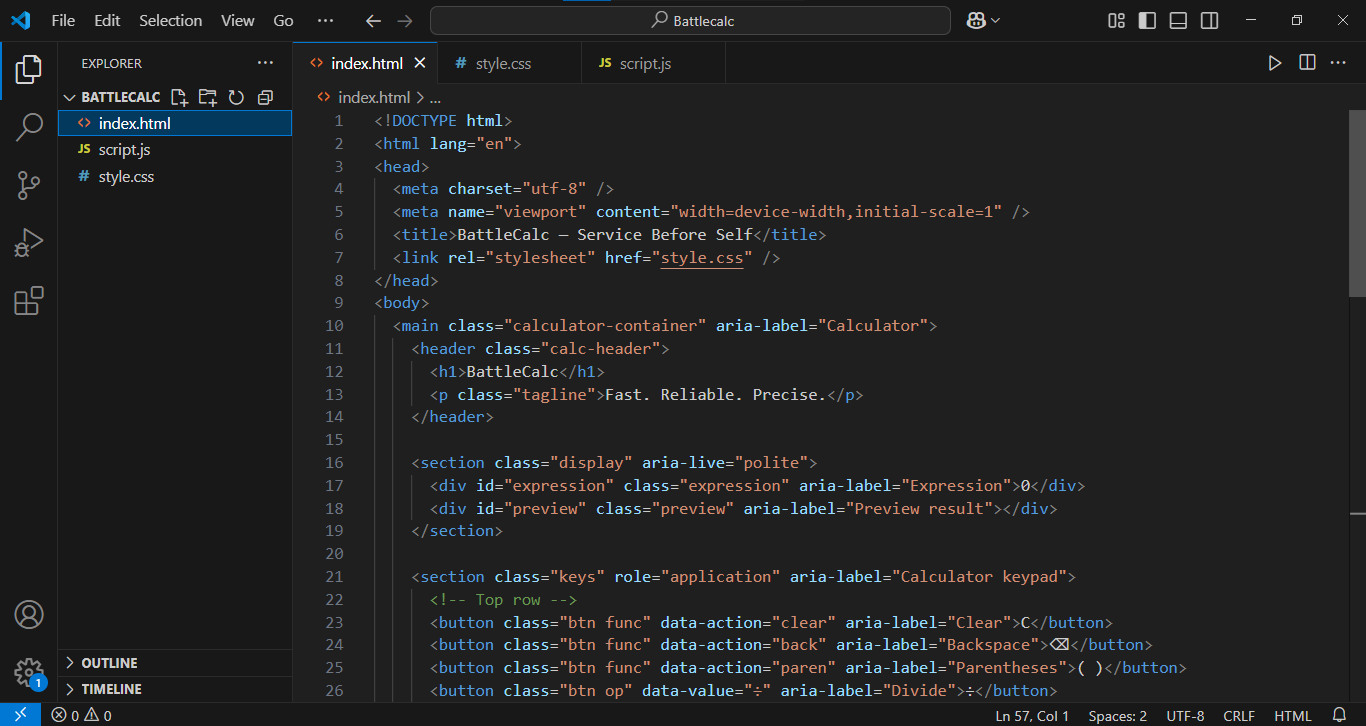 File Edit Selection View Go ··· Battlecalc
EXPLORER ···
BATTLECALC
index.html
JS script.js
# style.css
OUTLINE
TIMELINE
<> index.html # style.css JS script.js ···
<> index.html > ...
1 <!DOCTYPE html>
2 <html lang="en">
3 <head>
4 <meta charset="utf-8" />
5 <meta name="viewport" content="width=device-width,initial-scale=1" />
6 <title>BattleCalc — Service Before Self</title>
7 <link rel="stylesheet" href="style.css" />
8 </head>
9 <body>
10 <main class="calculator-container" aria-label="Calculator">
11 <header class="calc-header">
12 <h1>BattleCalc</h1>
13 <p class="tagline">Fast. Reliable. Precise.</p>
14 </header>
15
16 <section class="display" aria-live="polite">
17 <div id="expression" class="expression" aria-label="Expression">0</div>
18 <div id="preview" class="preview" aria-label="Preview result"></div>
19 </section>
20
21 <section class="keys" role="application" aria-label="Calculator keypad">
22 <!-- Top row -->
23 <button class="btn func" data-action="clear" aria-label="Clear">C</button>
24 <button class="btn func" data-action="back" aria-label="Backspace">⌫</button>
25 <button class="btn func" data-action="paren" aria-label="Parentheses">( )</button>
26 <button class="btn op" data-value="÷" aria-label="Divide">÷</button>
1
0 0 Ln 57, Col 1 Spaces: 2 UTF-8 CRLF HTML